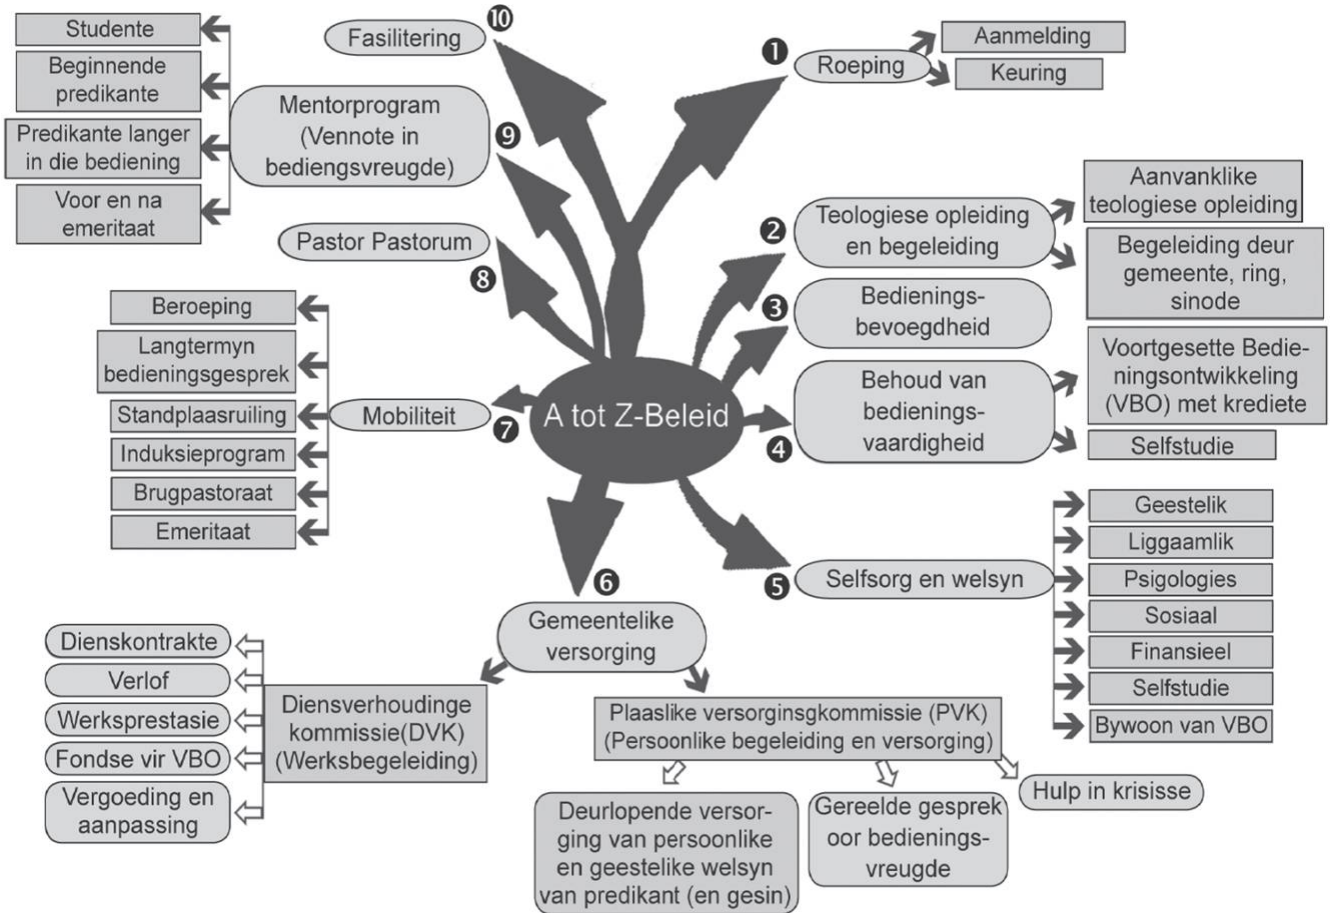 A tot Z-Beleid
1
Roeping
Aanmelding
Keuring
2
Teologiese opleiding
en begeleiding
Aanvanklike
teologiese opleiding
Begeleiding deur
gemeente, ring,
sinode
3
Bedienings-
bevoegdheid
4
Behoud van
bedienings-
vaardigheid
Voortgesette Bedie-
ningsontwikkeling
(VBO) met krediete
Selfstudie
5
Selfsorg en welsyn
Geestelik
Liggaamlik
Psigologies
Sosiaal
Finansieel
Selfstudie
Bywoon van VBO
6
Gemeentelike
versorging
Diensverhoudinge
kommissie(DVK)
(Werksbegeleiding)
Dienskontrakte
Verlof
Werksprestasie
Fondse vir VBO
Vergoeding en
aanpassing
Plaaslike versorginsgkommissie (PVK)
(Persoonlike begeleiding en versorging)
Deurlopende versor-
ging van persoonlike
en geestelike welsyn
van predikant (en gesin)
Gereelde gesprek
oor bedienings-
vreugde
Hulp in krisisse
7
Mobiliteit
Beroeping
Langtermyn
bedieningsgesprek
Standplaasruiling
Induksieprogram
Brugpastoraat
Emeritaat
8
Pastor Pastorum
9
Mentorprogram
(Vennote in
bediengsvreugde)
Studente
Beginnende
predikante
Predikante langer
in die bediening
Voor en na
emeritaat
10
Fasilitering